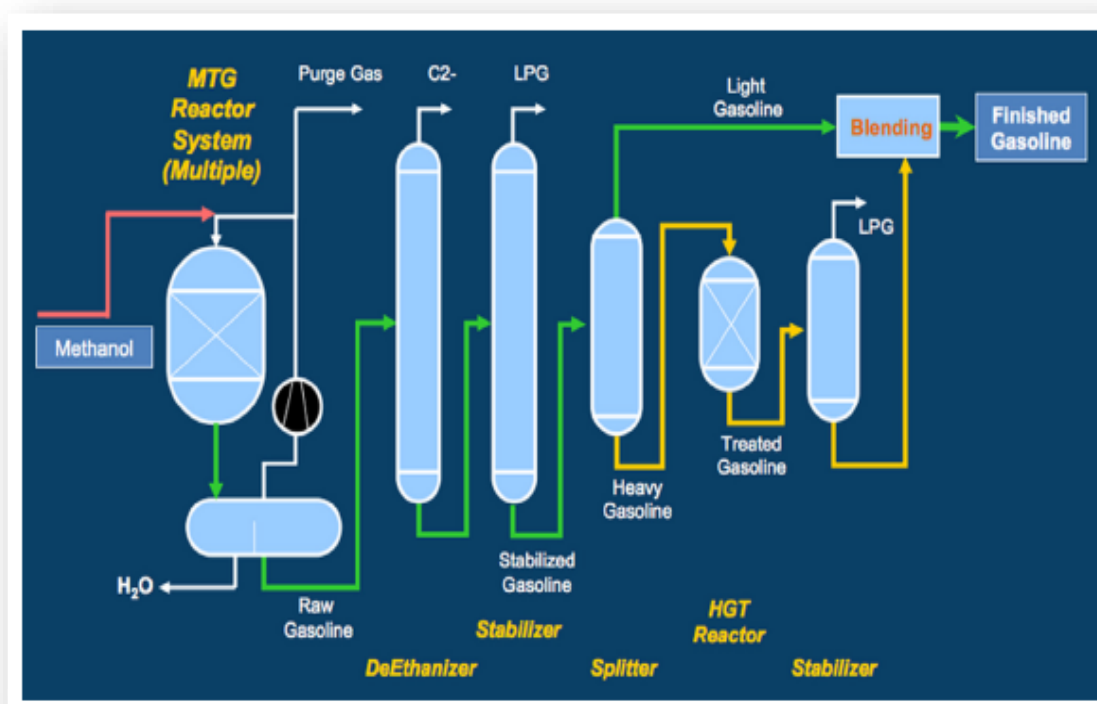 MTG
Reactor
System
(Multiple)
Purge Gas
C2-
LPG
Light
Gasoline
Blending
Finished
Gasoline
LPG
Methanol
H₂O
Raw
Gasoline
Stabilized
Gasoline
Heavy
Gasoline
Treated
Gasoline
DeEthanizer
Stabilizer
Splitter
HGT
Reactor
Stabilizer